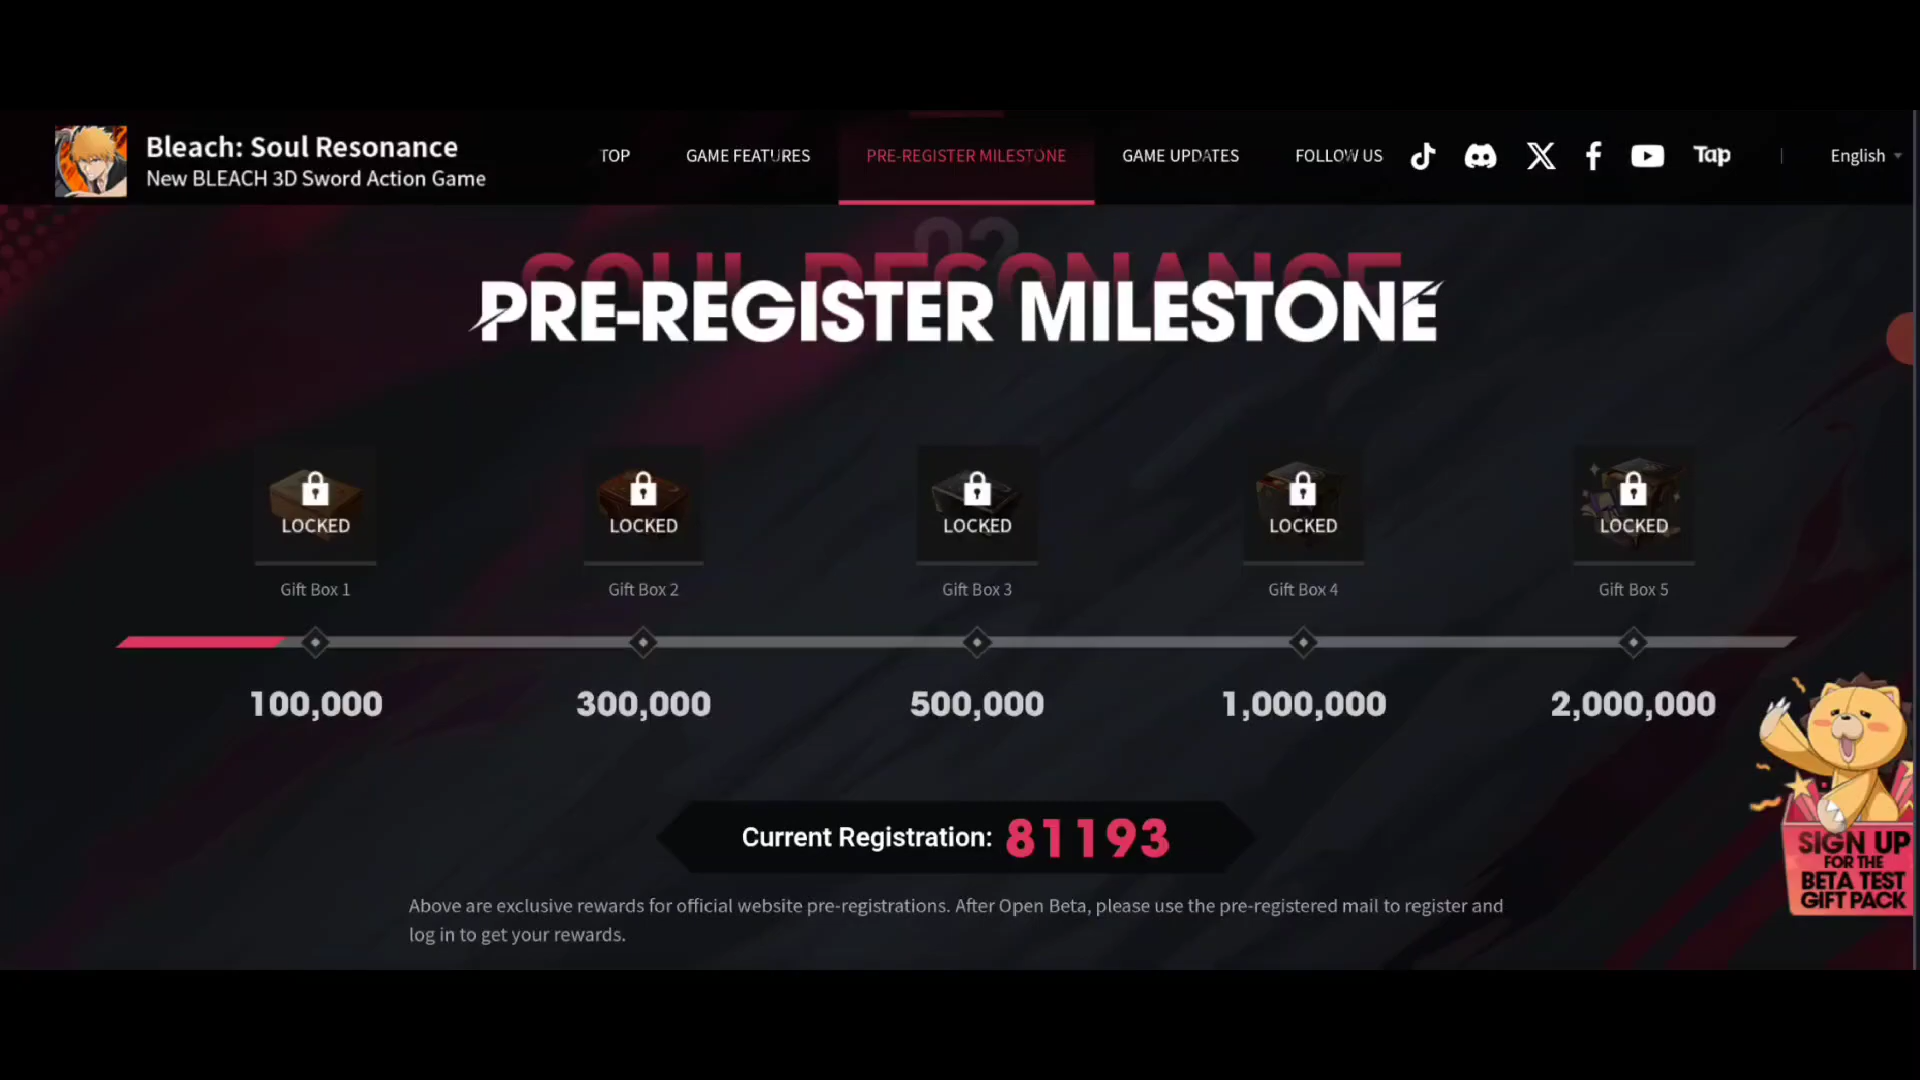 Bleach: Soul Resonance
New BLEACH 3D Sword Action Game
TOP
GAME FEATURES
PRE-REGISTER MILESTONE
GAME UPDATES
FOLLOW US
Tap
English
02
SOUL RESONANCE
PRE-REGISTER MILESTONE
LOCKED
LOCKED
LOCKED
LOCKED
LOCKED
Gift Box 1
Gift Box 2
Gift Box 3
Gift Box 4
Gift Box 5
100,000
300,000
500,000
1,000,000
2,000,000
Current Registration: 81193
Above are exclusive rewards for official website pre-registrations. After Open Beta, please use the pre-registered mail to register and
log in to get your rewards.
SIGN UP
FOR THE
BETA TEST
GIFT PACK